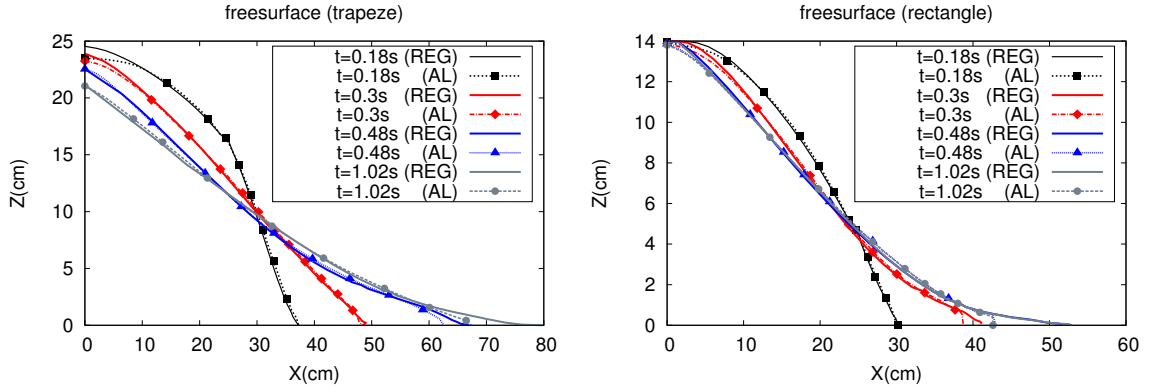 freesurface (trapeze)
25
20
15
10
5
0
Z(cm)
0 10 20 30 40 50 60 70 80
X(cm)
t=0.18s (REG)
t=0.18s (AL)
t=0.3s (REG)
t=0.3s (AL)
t=0.48s (REG)
t=0.48s (AL)
t=1.02s (REG)
t=1.02s (AL)
freesurface (rectangle)
14
12
10
8
6
4
2
0
Z(cm)
0 10 20 30 40 50 60
X(cm)
t=0.18s (REG)
t=0.18s (AL)
t=0.3s (REG)
t=0.3s (AL)
t=0.48s (REG)
t=0.48s (AL)
t=1.02s (REG)
t=1.02s (AL)